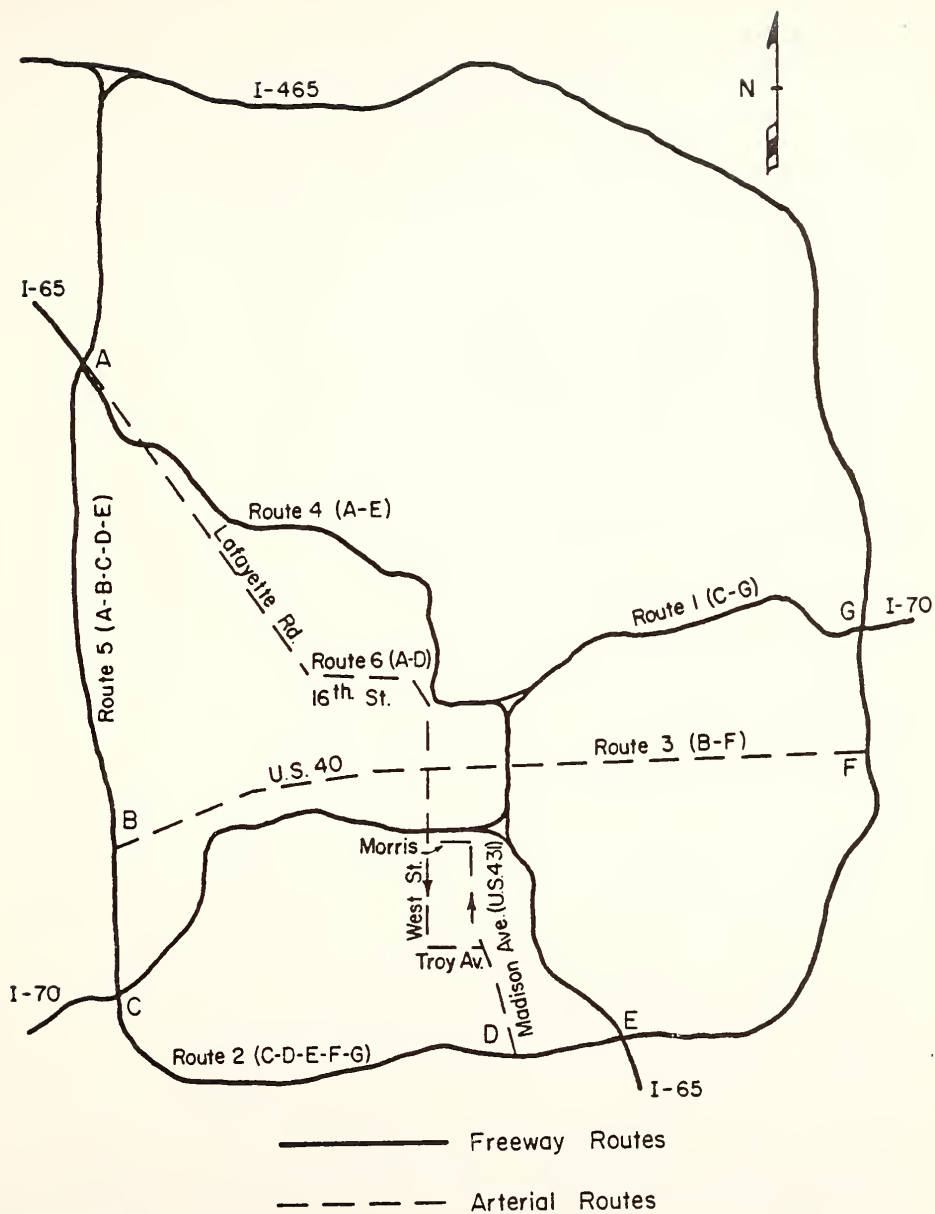 I-465
N
I-65
A
Route 4 (A-E)
Lafayette Rd.
Route 5 (A-B-C-D-E)
Route 1 (C-G)
G
I-70
Route 6 (A-D)
16th St.
Route 3 (B-F)
U.S. 40
F
B
Morris
West St.
Madison Ave. (U.S. 431)
Troy Av.
I-70
C
D
E
Route 2 (C-D-E-F-G)
I-65
Freeway Routes
Arterial Routes